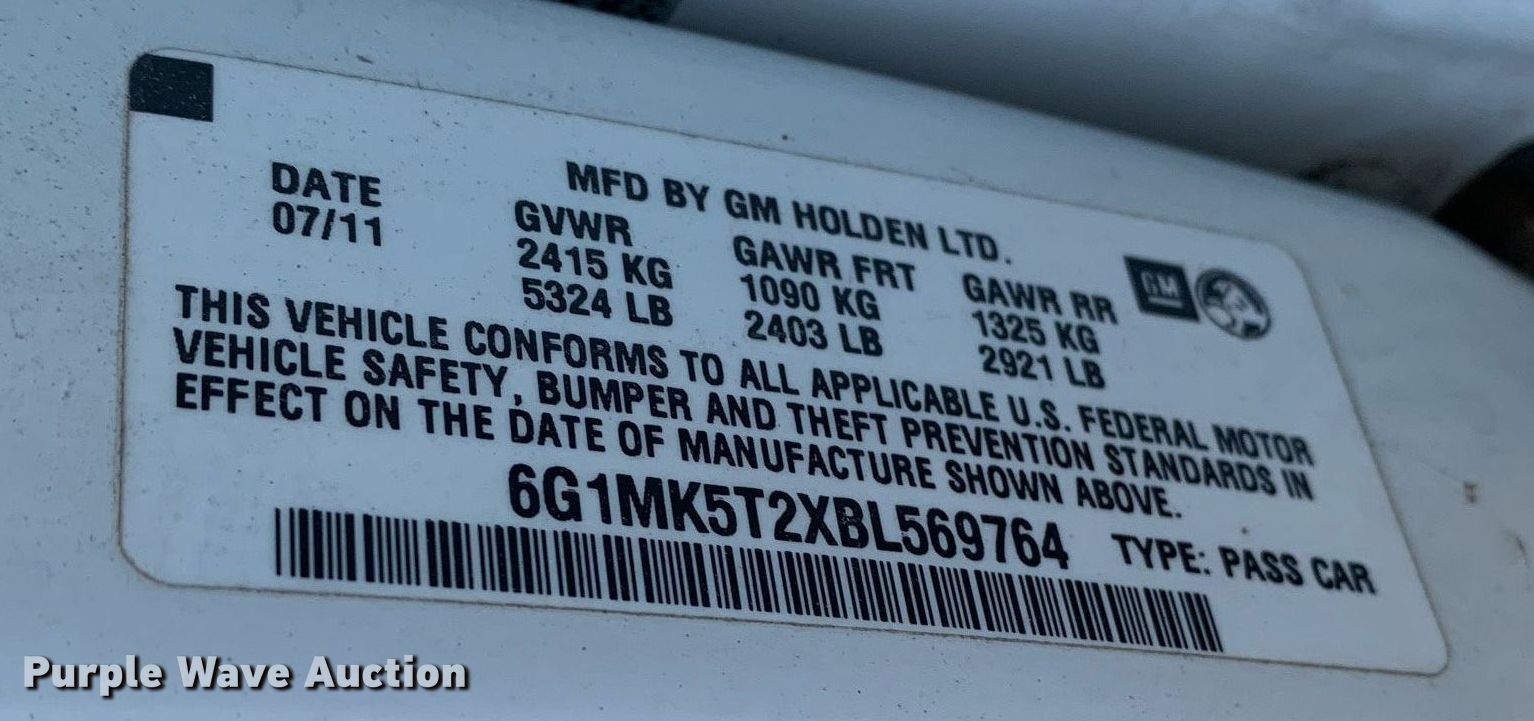 MFD BY GM HOLDEN LTD.
DATE
07/11
GVWR
2415 KG
5324 LB
GAWR FRT
1090 KG
2403 LB
GAWR RR
1325 KG
2921 LB
GM
THIS VEHICLE CONFORMS TO ALL APPLICABLE U.S. FEDERAL MOTOR
VEHICLE SAFETY, BUMPER AND THEFT PREVENTION STANDARDS IN
EFFECT ON THE DATE OF MANUFACTURE SHOWN ABOVE.
6G1MK5T2XBL569764
TYPE: PASS CAR
Purple Wave Auction